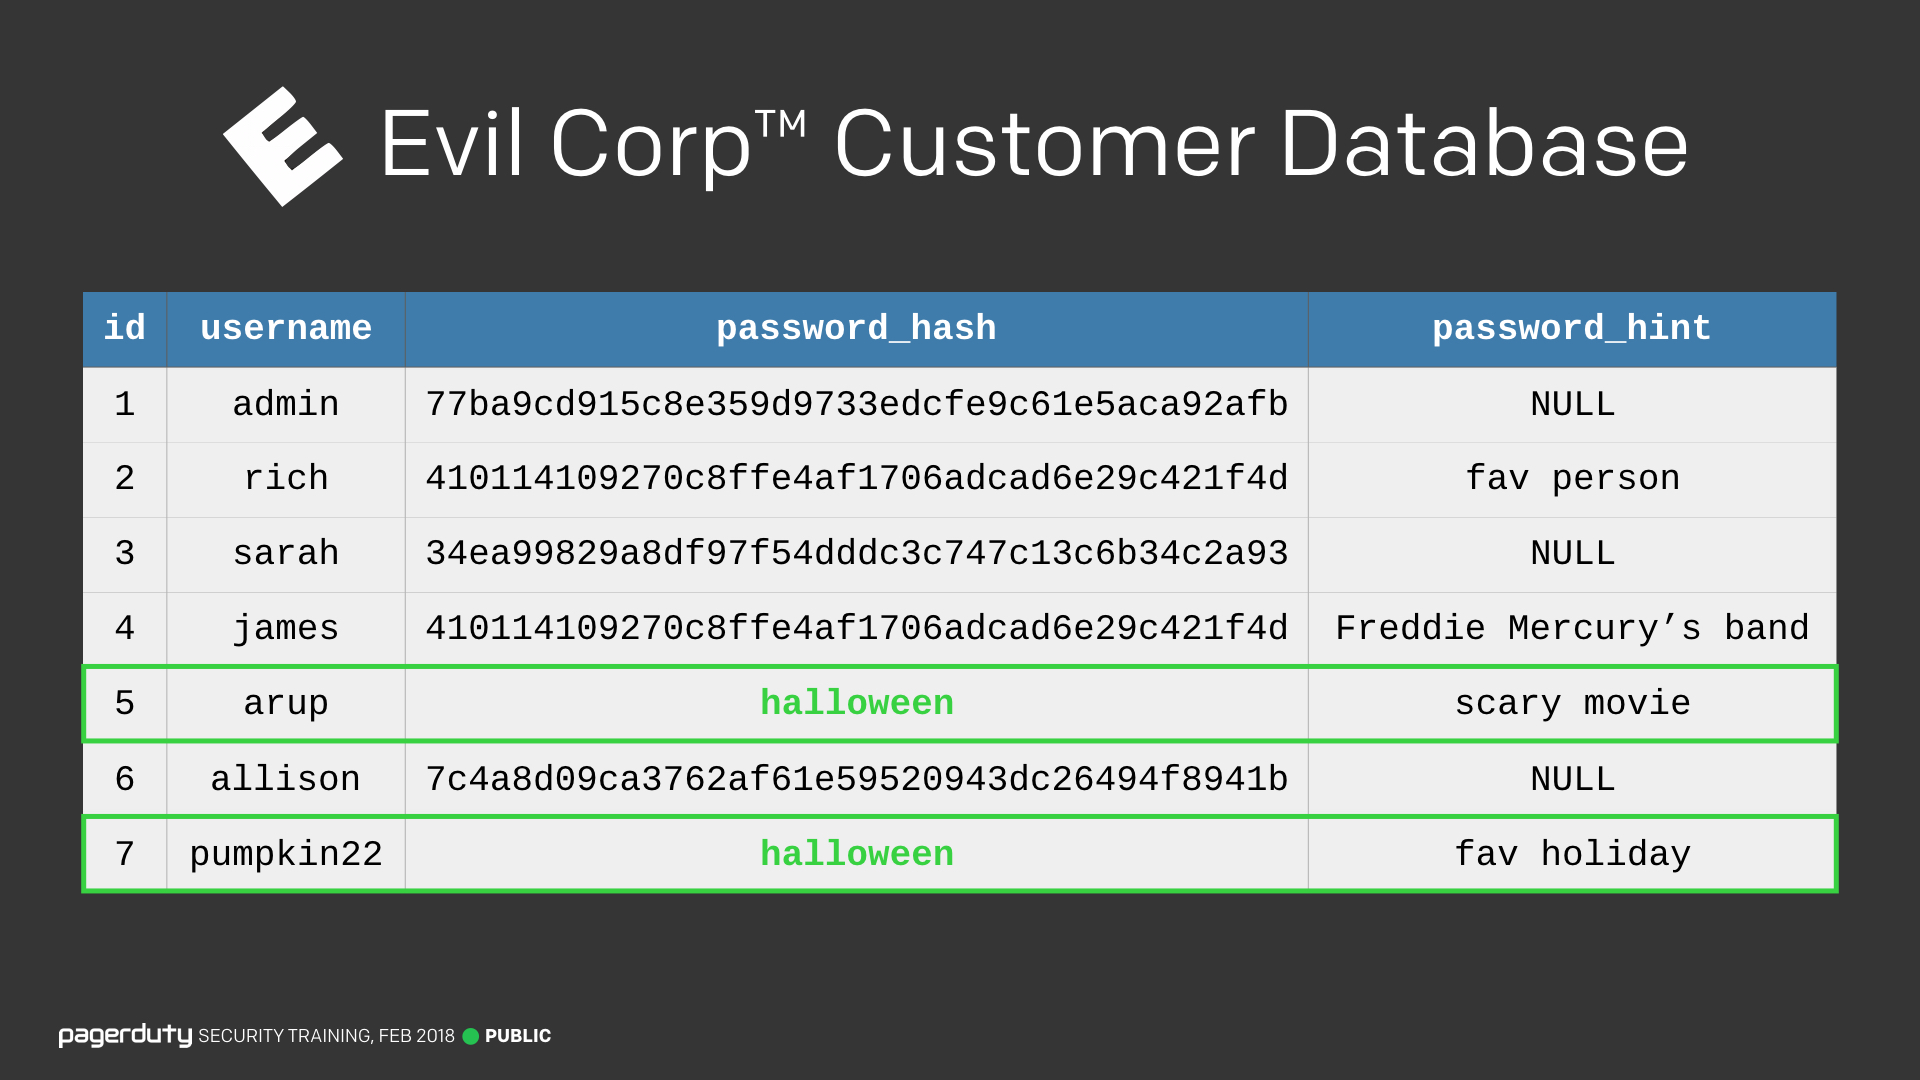 Evil Corp™ Customer Database
id username password_hash password_hint
1 admin 77ba9cd915c8e359d9733edcfe9c61e5aca92afb NULL
2 rich 410114109270c8ffe4af1706adcad6e29c421f4d fav person
3 sarah 34ea99829a8df97f54dddc3c747c13c6b34c2a93 NULL
4 james 410114109270c8ffe4af1706adcad6e29c421f4d Freddie Mercury’s band
5 arup halloween scary movie
6 allison 7c4a8d09ca3762af61e59520943dc26494f8941b NULL
7 pumpkin22 halloween fav holiday
pagerduty SECURITY TRAINING, FEB 2018 PUBLIC